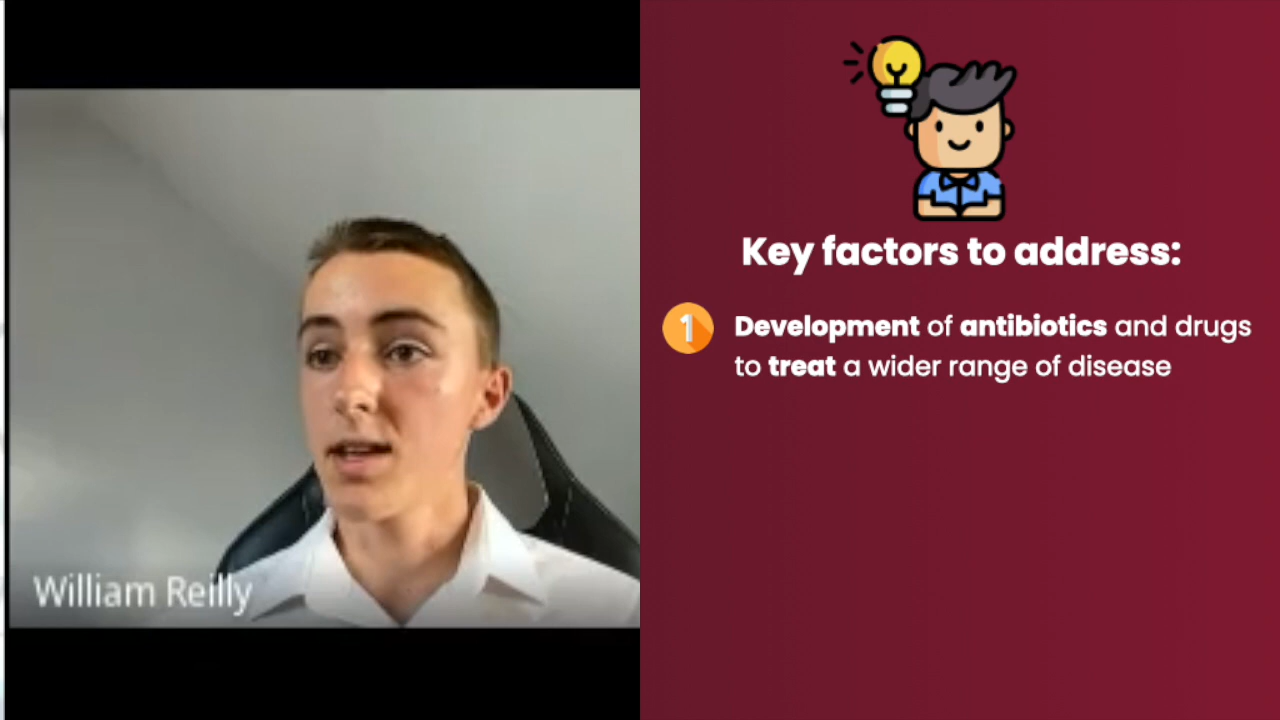 William Reilly
Key factors to address:
1
Development of antibiotics and drugs
to treat a wider range of disease